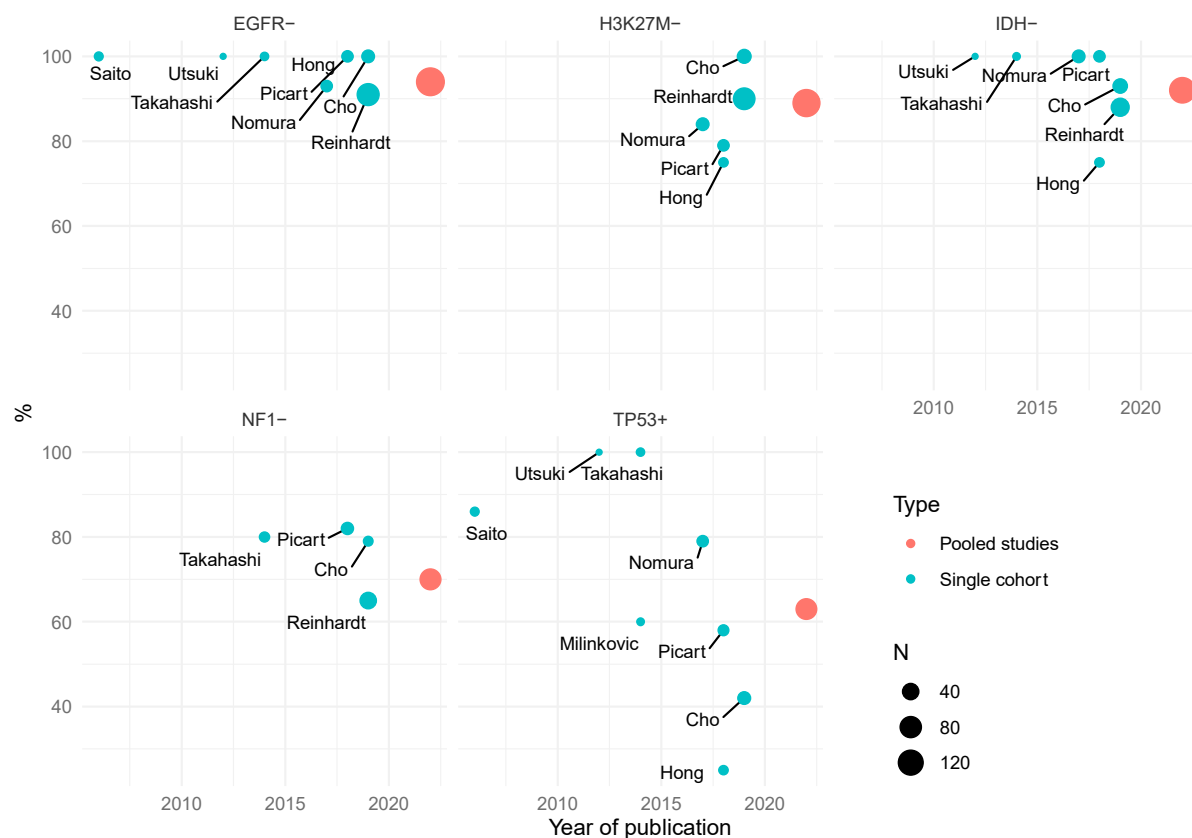 EGFR−
H3K27M−
IDH−
100
80
60
40
Saito
Utsuki
Takahashi
Hong
Picart
Nomura
Cho
Reinhardt
Cho
Reinhardt
Nomura
Picart
Hong
Utsuki
Takahashi
Nomura
Picart
Cho
Reinhardt
Hong
2010
2015
2020
%
NF1−
TP53+
100
80
60
40
Takahashi
Picart
Cho
Reinhardt
Utsuki
Takahashi
Saito
Nomura
Milinkovic
Picart
Cho
Hong
2010
2015
2020
2010
2015
2020
Year of publication
Type
Pooled studies
Single cohort
N
40
80
120